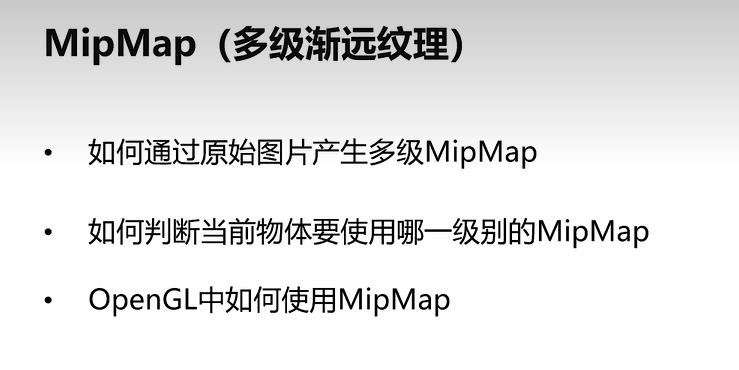 MipMap（多级渐远纹理）
• 如何通过原始图片产生多级MipMap
• 如何判断当前物体要使用哪一级别的MipMap
• OpenGL中如何使用MipMap